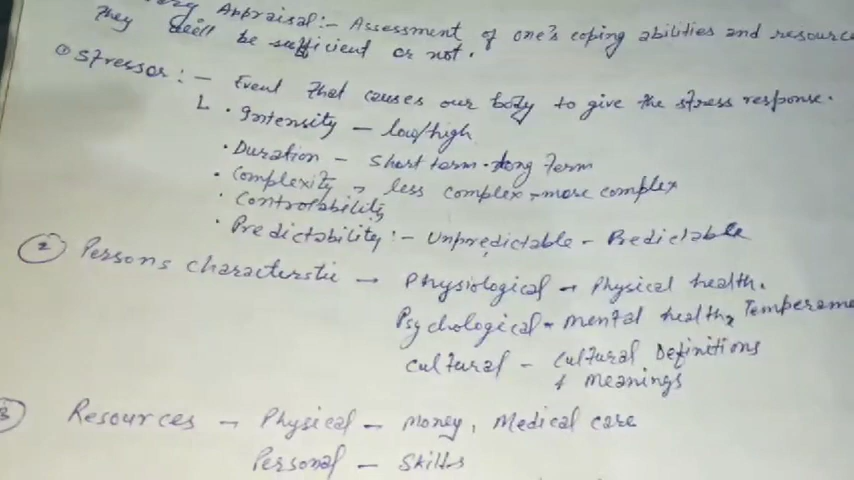 Appraisal:- Assessment of one's coping abilities and resource
They will be sufficient or not.
① Stressor :- Event That causes our body to give the stress response.
L • Intensity - low/high
• Duration - Short term - long Term
• Complexity - less complex - more complex
• Controlability
• Predictability :- Unpredictable - Predictable
② Persons characterstic → Physiological → Physical health.
Psychological - mental health, Temperame
Cultural - Cultural Definitions
+ Meanings
3 Resources → Physical - Money, Medical care
Personal - Skills